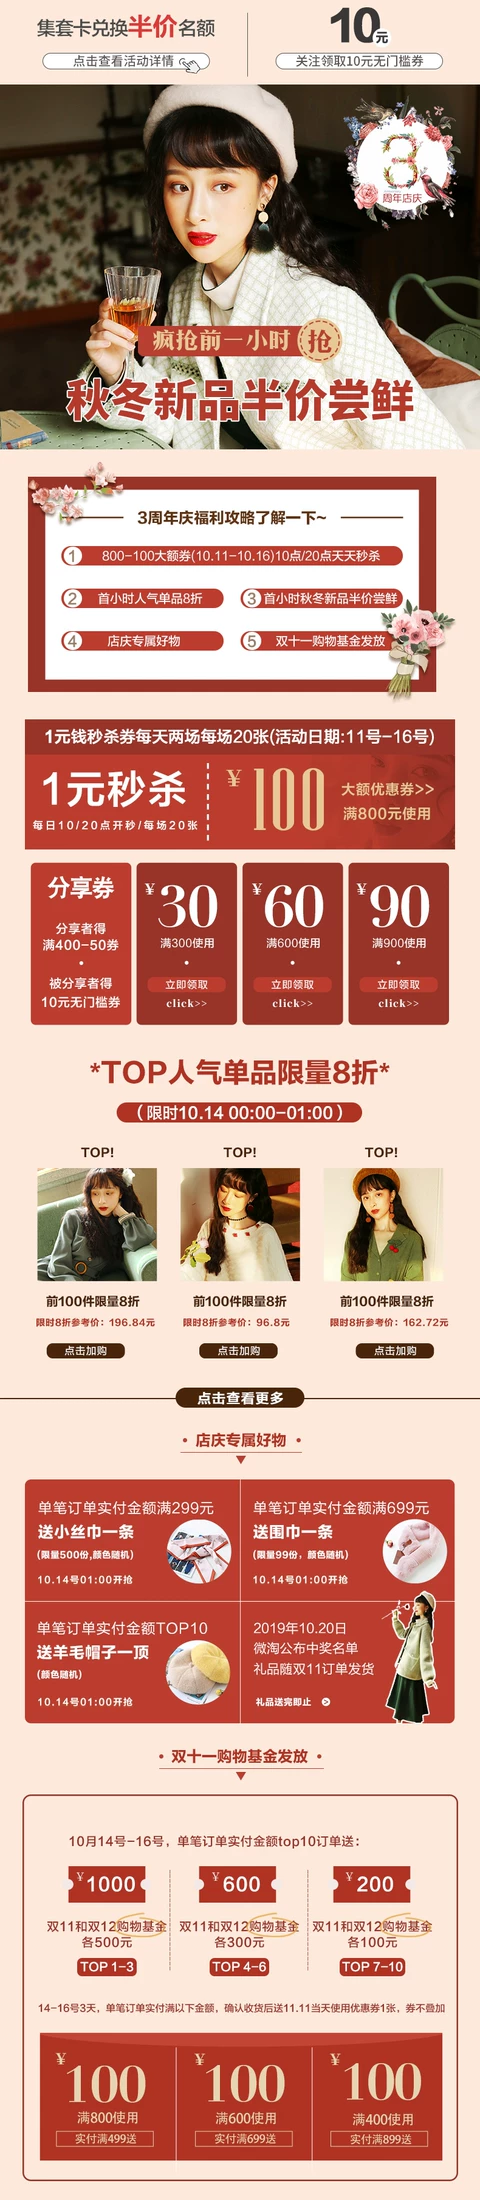 集套卡兑换半价名额
点击查看活动详情
10元
关注领取10元无门槛券
3
周年店庆
疯抢前一小时 抢
秋冬新品半价尝鲜
3周年庆福利攻略了解一下~
1 800-100大额券(10.11-10.16)10点/20点天天秒杀
2 首小时人气单品8折
3 首小时秋冬新品半价尝鲜
4 店庆专属好物
5 双十一购物基金发放
1元钱秒杀券每天两场每场20张(活动日期:11号-16号)
1元秒杀
每日10/20点开秒/每场20张
¥100
大额优惠券>>
满800元使用
分享券
分享者得
满400-50券
被分享者得
10元无门槛券
¥30
满300使用
立即领取
click>>
¥60
满600使用
立即领取
click>>
¥90
满900使用
立即领取
click>>
*TOP人气单品限量8折*
（限时10.14 00:00-01:00）
TOP!
前100件限量8折
限时8折参考价：196.84元
点击加购
TOP!
前100件限量8折
限时8折参考价：96.8元
点击加购
TOP!
前100件限量8折
限时8折参考价：162.72元
点击加购
点击查看更多
• 店庆专属好物 •
单笔订单实付金额满299元
送小丝巾一条
(限量500份,颜色随机)
10.14号01:00开抢
单笔订单实付金额满699元
送围巾一条
(限量99份，颜色随机)
10.14号01:00开抢
单笔订单实付金额TOP10
送羊毛帽子一顶
(颜色随机)
10.14号01:00开抢
2019年10.20日
微淘公布中奖名单
礼品随双11订单发货
礼品送完即止 >
• 双十一购物基金发放 •
10月14号-16号，单笔订单实付金额top10订单送：
¥1000
双11和双12购物基金
各500元
TOP 1-3
¥600
双11和双12购物基金
各300元
TOP 4-6
¥200
双11和双12购物基金
各100元
TOP 7-10
14-16号3天，单笔订单实付满以下金额，确认收货后送11.11当天使用优惠券1张，券不叠加
¥100
满800使用
实付满499送
¥100
满600使用
实付满699送
¥100
满400使用
实付满899送